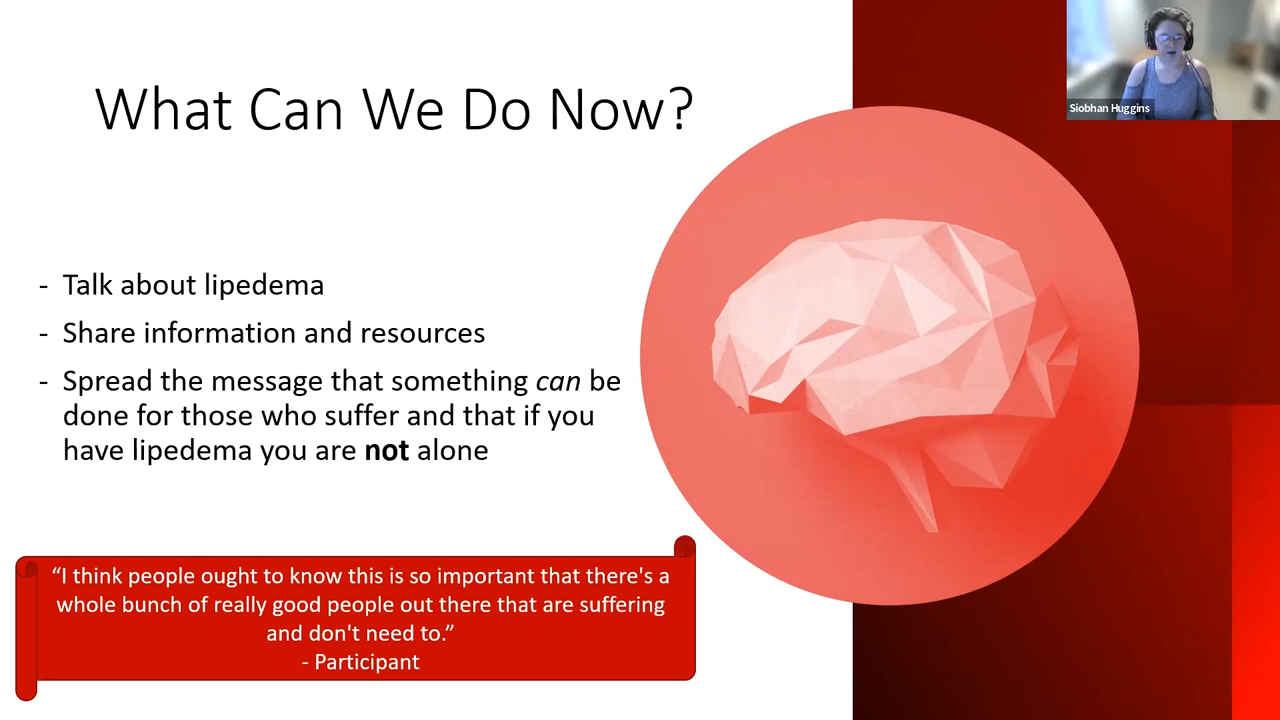 Siobhan Huggins
What Can We Do Now?
- Talk about lipedema
- Share information and resources
- Spread the message that something can be
done for those who suffer and that if you
have lipedema you are not alone
“I think people ought to know this is so important that there's a
whole bunch of really good people out there that are suffering
and don't need to.”
- Participant